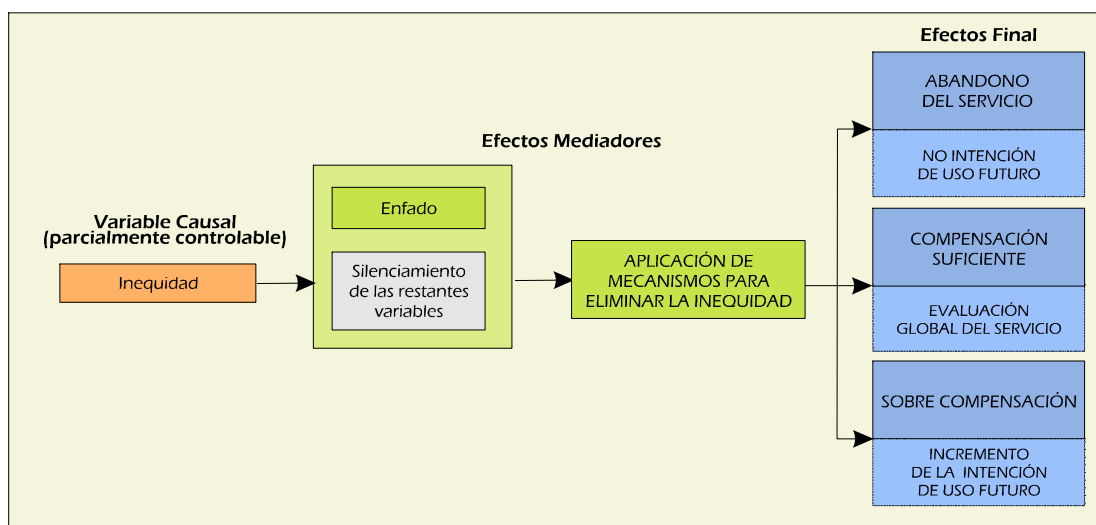 Variable Causal
(parcialmente controlable)
Inequidad
Efectos Mediadores
Enfado
Silenciamiento
de las restantes
variables
APLICACIÓN DE
MECANISMOS PARA
ELIMINAR LA INEQUIDAD
Efectos Final
ABANDONO
DEL SERVICIO
NO INTENCIÓN
DE USO FUTURO
COMPENSACIÓN
SUFICIENTE
EVALUACIÓN
GLOBAL DEL SERVICIO
SOBRE COMPENSACIÓN
INCREMENTO
DE LA INTENCIÓN
DE USO FUTURO